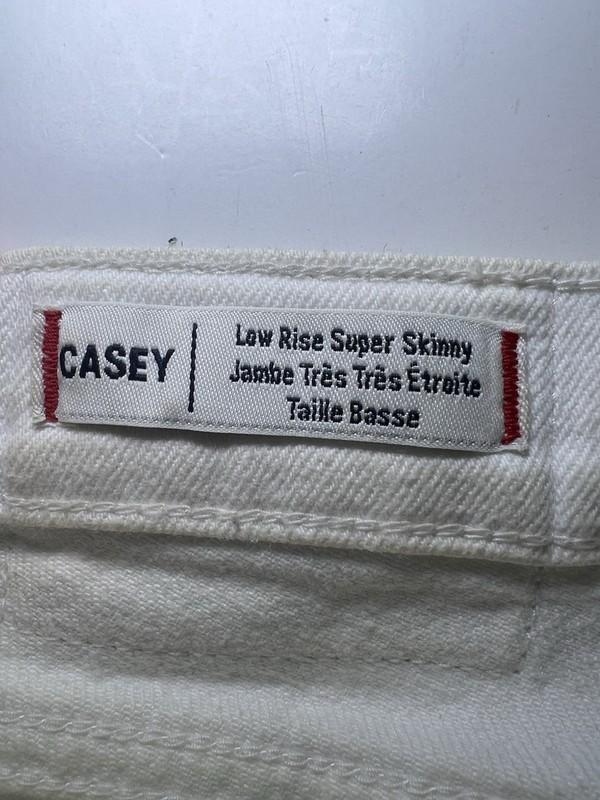 CASEY
Low Rise Super Skinny
Jambe Très Très Étroite
Taille Basse